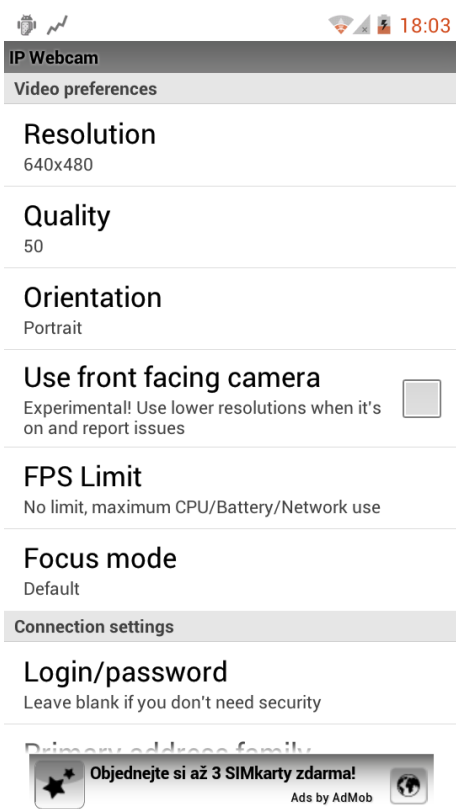 18:03
IP Webcam
Video preferences
Resolution
640x480
Quality
50
Orientation
Portrait
Use front facing camera
Experimental! Use lower resolutions when it's
on and report issues
FPS Limit
No limit, maximum CPU/Battery/Network use
Focus mode
Default
Connection settings
Login/password
Leave blank if you don't need security
Primary address family
Objednejte si až 3 SIMkarty zdarma!
Ads by AdMob